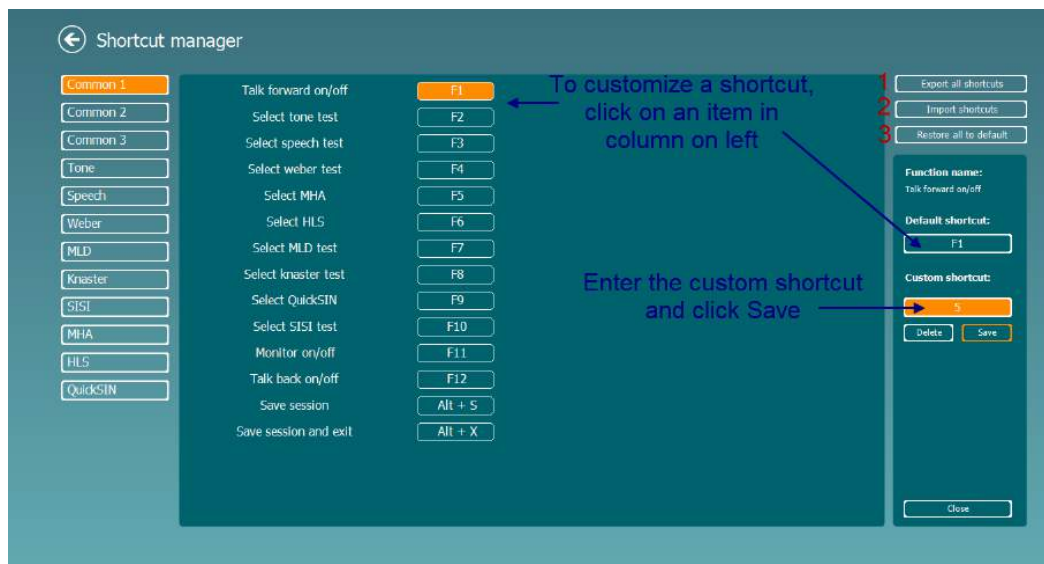 Shortcut manager
Common 1
Common 2
Common 3
Tone
Speech
Weber
MLD
Knaster
SISI
MHA
HLS
QuickSIN
Talk forward on/off F1
Select tone test F2
Select speech test F3
Select weber test F4
Select MHA F5
Select HLS F6
Select MLD test F7
Select knaster test F8
Select QuickSIN F9
Select SISI test F10
Monitor on/off F11
Talk back on/off F12
Save session Alt + S
Save session and exit Alt + X
To customize a shortcut,
click on an item in
column on left
Enter the custom shortcut
and click Save
1 Export all shortcuts
2 Import shortcuts
3 Restore all to default
Function name:
Talk forward on/off
Default shortcut:
F1
Custom shortcut:
S
Delete Save
Close